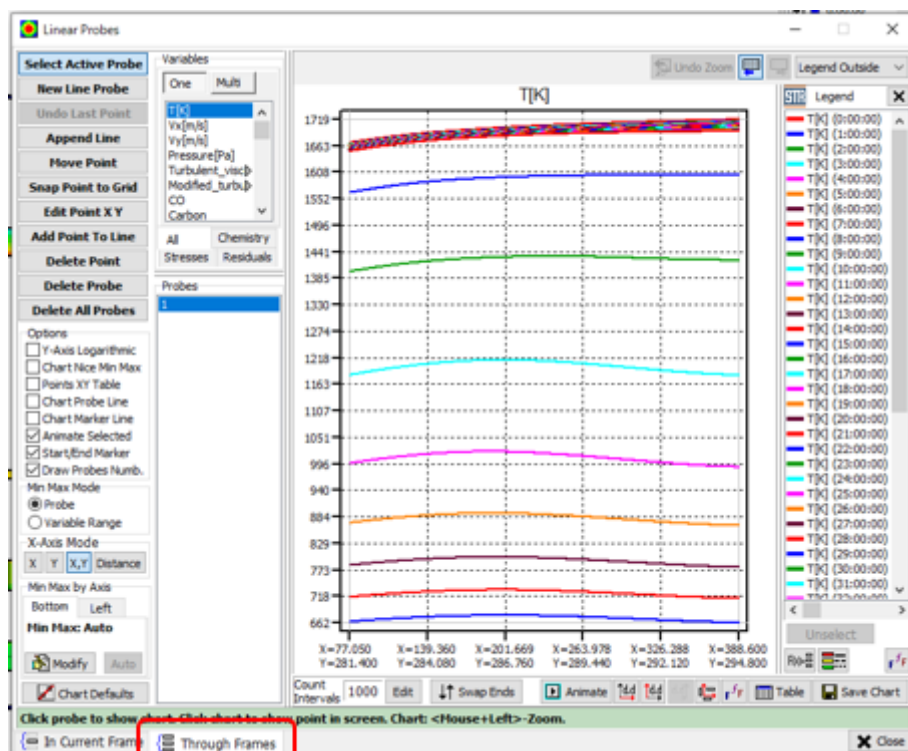 Linear Probes
Select Active Probe
New Line Probe
Undo Last Point
Append Line
Move Point
Snap Point to Grid
Edit Point X Y
Add Point To Line
Delete Point
Delete Probe
Delete All Probes
Options
Y-Axis Logarithmic
Chart Nice Min Max
Points XY Table
Chart Probe Line
Chart Marker Line
Animate Selected
Start/End Marker
Draw Probes Numb.
Min Max Mode
Probe
Variable Range
X-Axis Mode
X Y X,Y Distance
Min Max by Axis
Bottom Left
Min Max: Auto
Modify Auto
Chart Defaults
Variables
One Multi
T[K]
Vx[m/s]
Vy[m/s]
Pressure[Pa]
Turbulent_visc
Modified_turbu
CO
Carbon
All Chemistry
Stresses Residuals
Probes
1
Undo Zoom Legend Outside
T[K]
1719
1663
1608
1552
1496
1441
1385
1330
1274
1218
1163
1107
1051
996
940
884
829
773
718
662
X=77.050 X=139.360 X=201.669 X=263.978 X=326.288 X=388.600
Y=281.400 Y=284.080 Y=286.760 Y=289.440 Y=292.120 Y=294.800
Legend
T[K] (0:00:00)
T[K] (1:00:00)
T[K] (2:00:00)
T[K] (3:00:00)
T[K] (4:00:00)
T[K] (5:00:00)
T[K] (6:00:00)
T[K] (7:00:00)
T[K] (8:00:00)
T[K] (9:00:00)
T[K] (10:00:00)
T[K] (11:00:00)
T[K] (12:00:00)
T[K] (13:00:00)
T[K] (14:00:00)
T[K] (15:00:00)
T[K] (16:00:00)
T[K] (17:00:00)
T[K] (18:00:00)
T[K] (19:00:00)
T[K] (20:00:00)
T[K] (21:00:00)
T[K] (22:00:00)
T[K] (23:00:00)
T[K] (24:00:00)
T[K] (25:00:00)
T[K] (26:00:00)
T[K] (27:00:00)
T[K] (28:00:00)
T[K] (29:00:00)
T[K] (30:00:00)
T[K] (31:00:00)
Unselect
Count
Intervals 1000 Edit Swap Ends Animate Table Save Chart
Click probe to show chart. Click chart to show point in screen. Chart: <Mouse+Left>-Zoom.
In Current Frame Through Frames Close